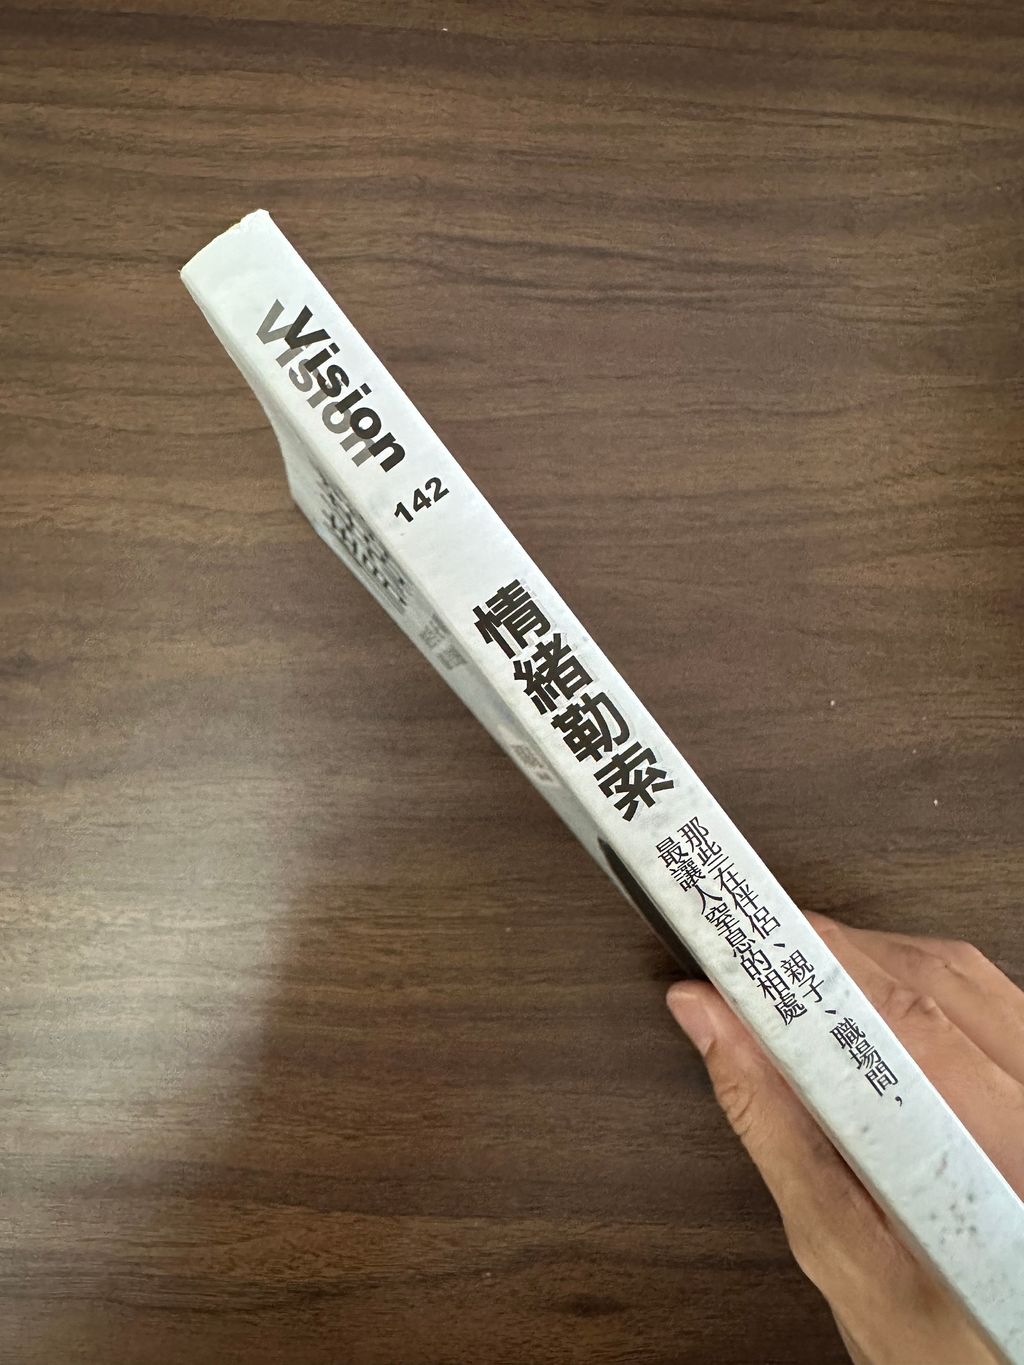 Vision
142
情緒勒索
那些在伴侶、親子、職場間，
最讓人窒息的相處